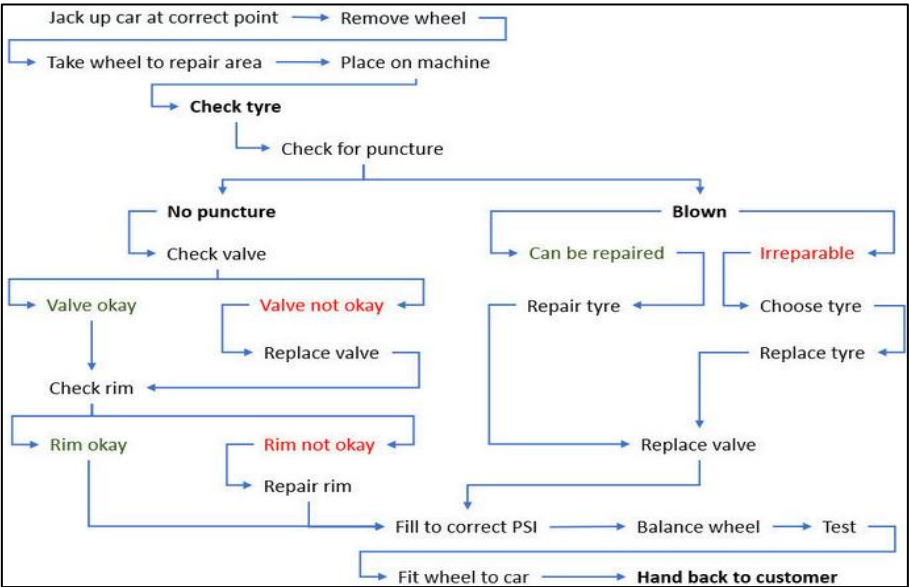 Jack up car at correct point
Remove wheel
Take wheel to repair area
Place on machine
Check tyre
Check for puncture
No puncture
Blown
Check valve
Can be repaired
Irreparable
Valve okay
Valve not okay
Repair tyre
Choose tyre
Replace valve
Replace tyre
Check rim
Rim okay
Rim not okay
Replace valve
Repair rim
Fill to correct PSI
Balance wheel
Test
Fit wheel to car
Hand back to customer